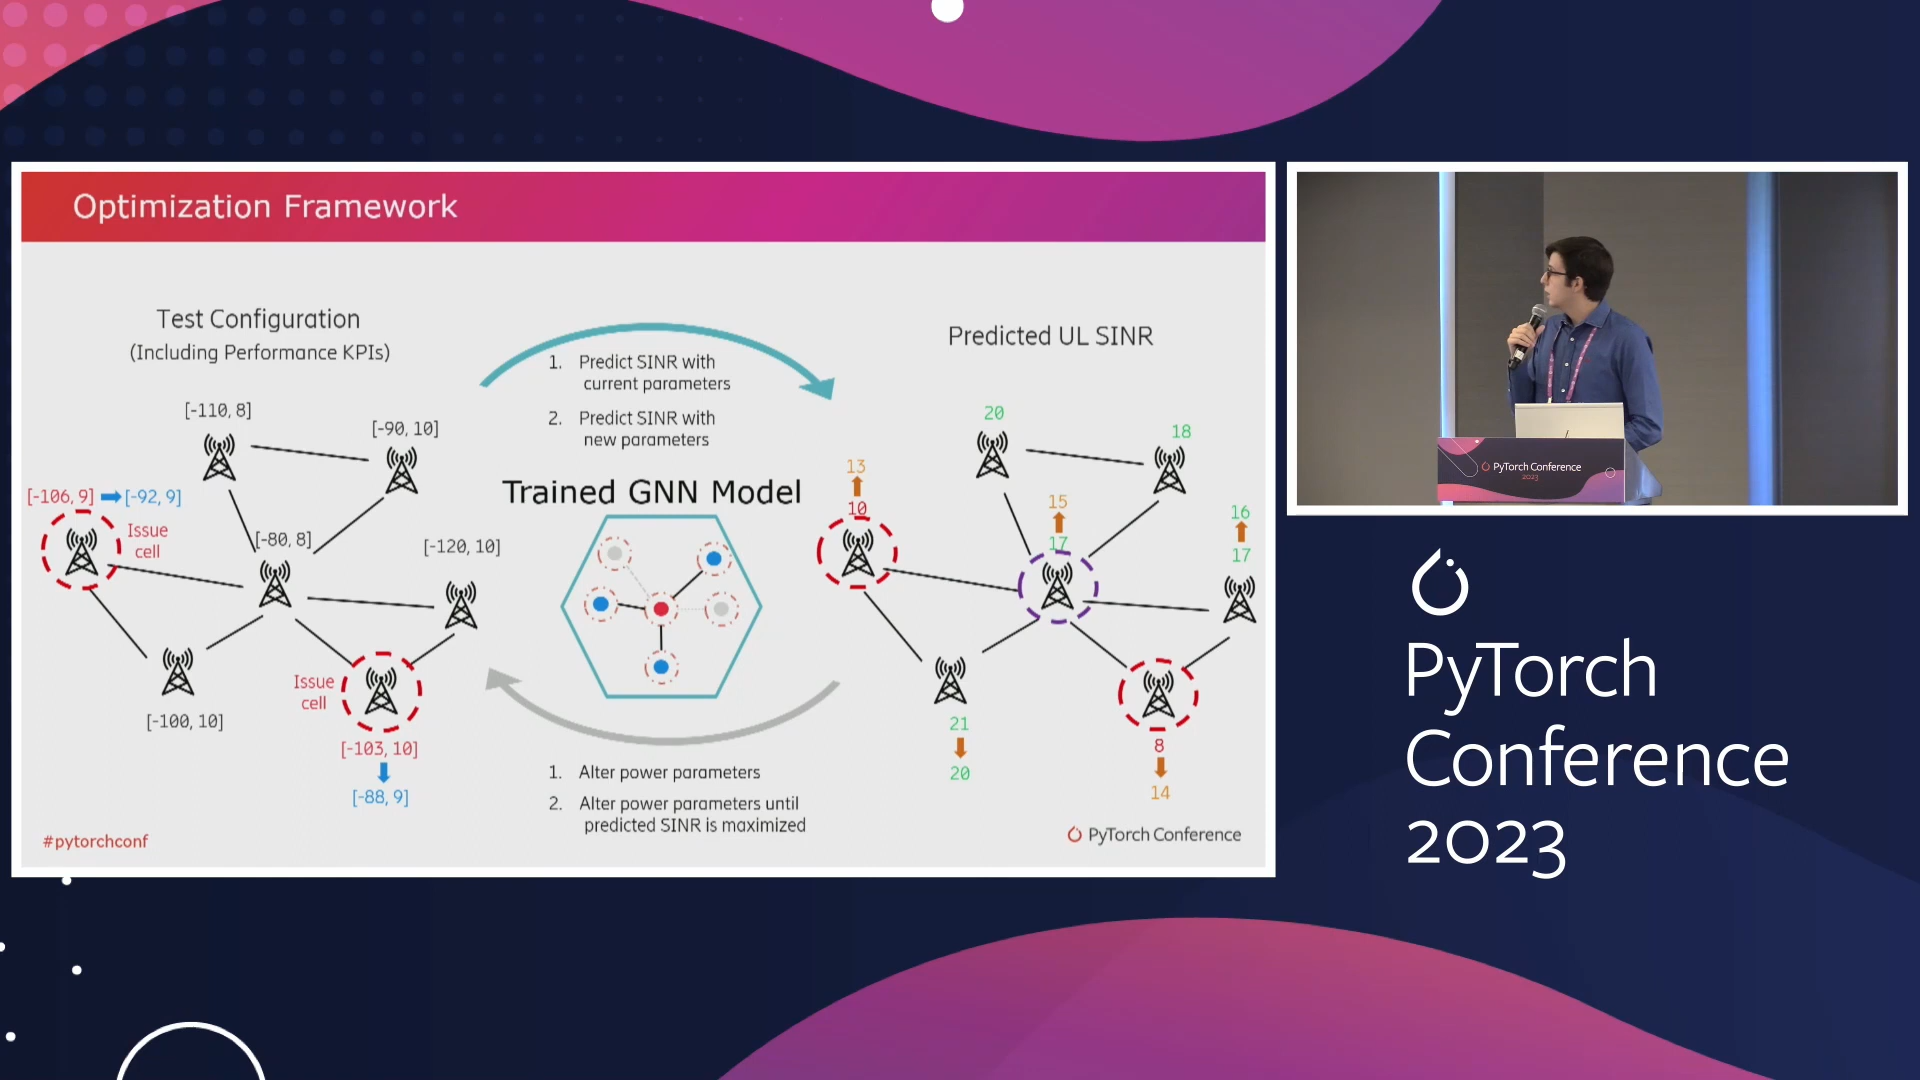 Optimization Framework
Test Configuration
(Including Performance KPIs)
[-110, 8]
[-90, 10]
[-106, 9]
[-92, 9]
Issue
cell
[-80, 8]
[-120, 10]
[-100, 10]
Issue
cell
[-103, 10]
[-88, 9]
1. Predict SINR with
current parameters
2. Predict SINR with
new parameters
Trained GNN Model
1. Alter power parameters
2. Alter power parameters until
predicted SINR is maximized
Predicted UL SINR
20
18
13
10
15
17
16
17
21
20
8
14
#pytorchconf
PyTorch Conference
PyTorch Conference
2023
PyTorch
Conference
2023